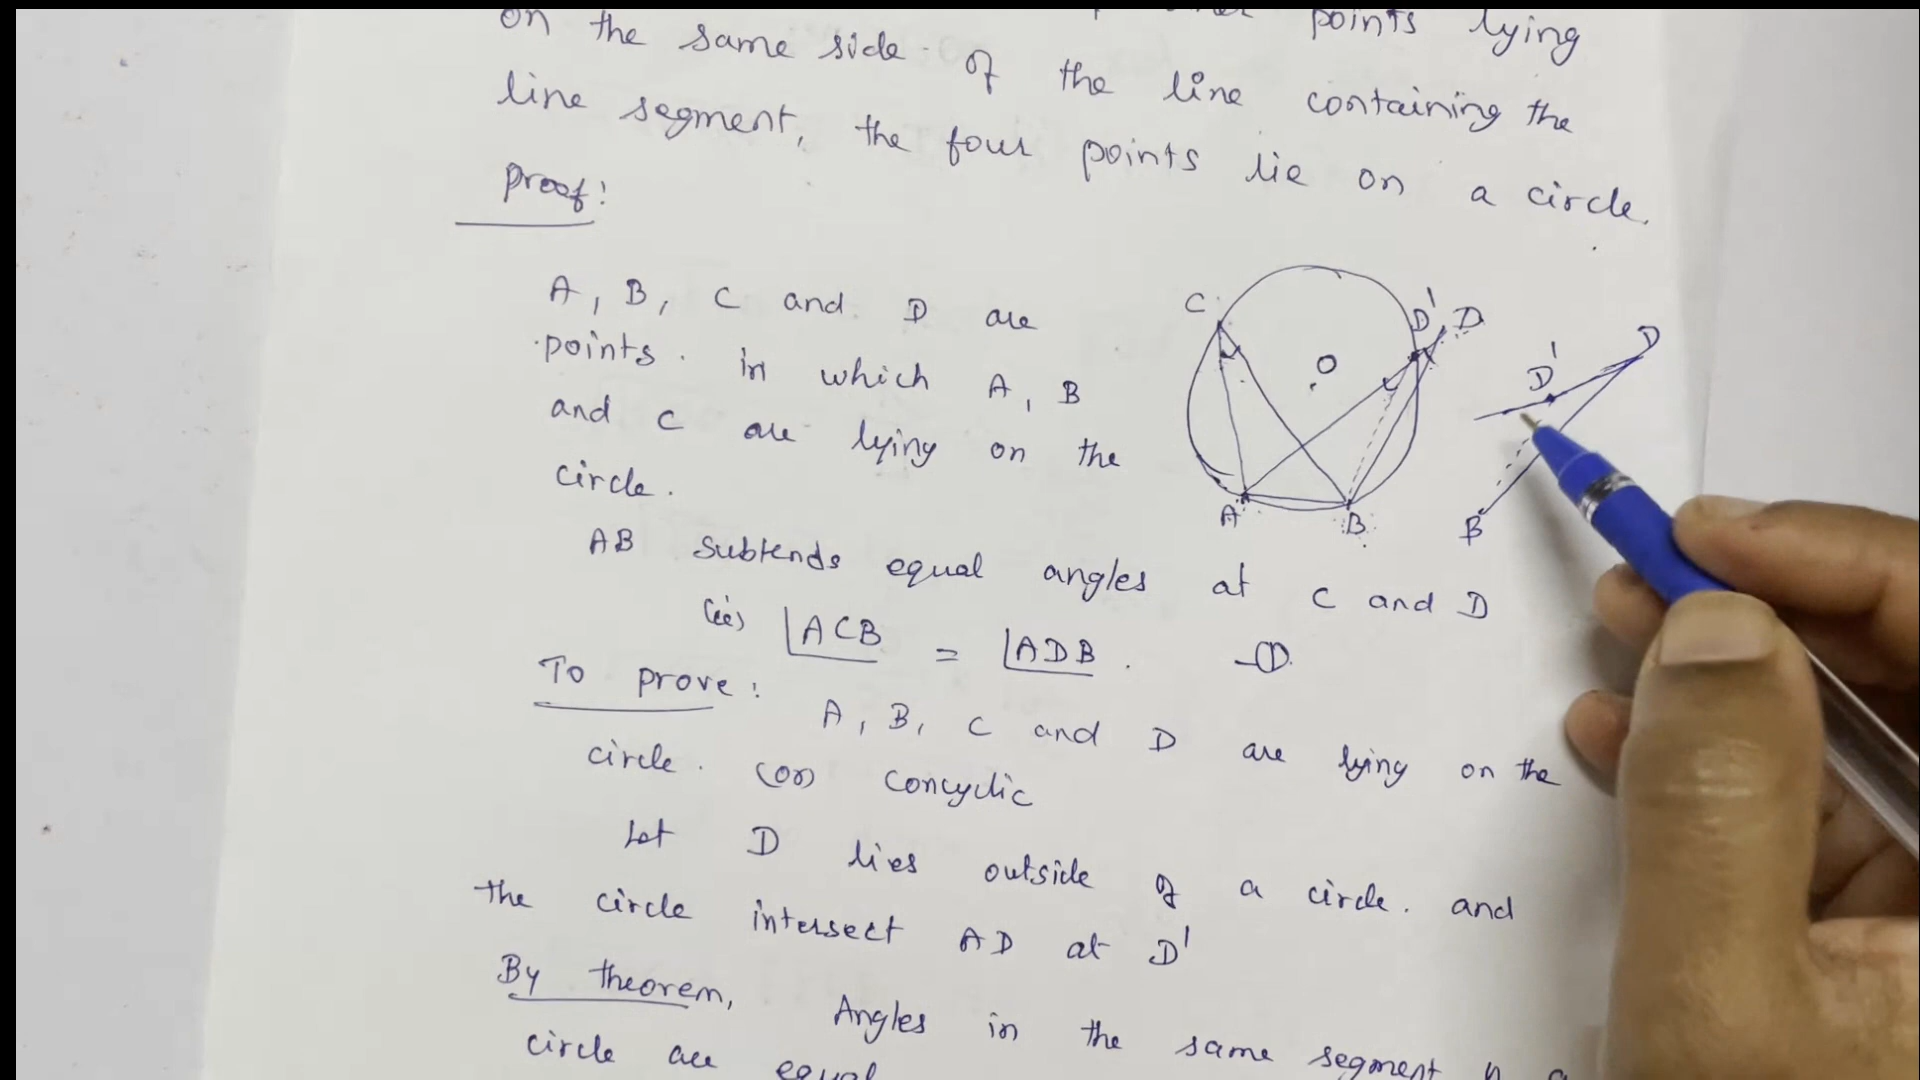 on the same side of the line containing the
points lying
line segment, the four points lie on a circle.
Proof:
A, B, C and D are
points in which A, B
and C are lying on the
circle.
C
D' D
O
A
B
D
D'
B
AB subtends equal angles at C and D
(ie) ∠ACB = ∠ADB. —①
To prove:
A, B, C and D are lying on the
circle. (or) Concyclic
Let D lies outside of a circle. and
the circle intersect AD at D'
By theorem,
Angles in the same segment
circle are equal